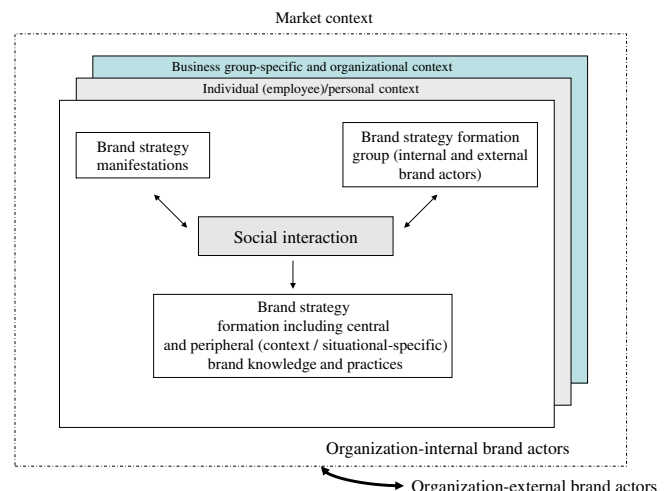 Market context
Business group-specific and organizational context
Individual (employee)/personal context
Brand strategy
manifestations
Brand strategy formation
group (internal and external
brand actors)
Social interaction
Brand strategy
formation including central
and peripheral (context / situational-specific)
brand knowledge and practices
Organization-internal brand actors
Organization-external brand actors